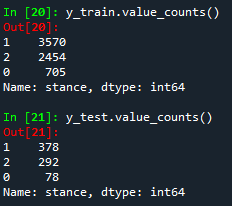 In [20]: y_train.value_counts()
Out[20]:
1    3570
2    2454
0     705
Name: stance, dtype: int64
In [21]: y_test.value_counts()
Out[21]:
1    378
2    292
0     78
Name: stance, dtype: int64